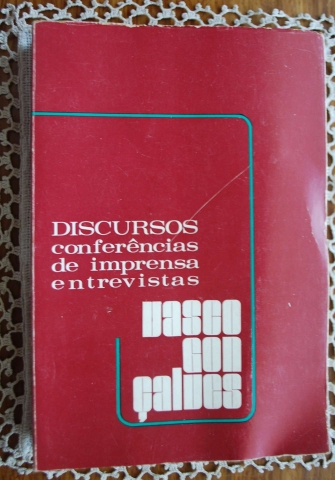 DISCURSOS
conferências
de imprensa
entrevistas
vasco
gon
çalves